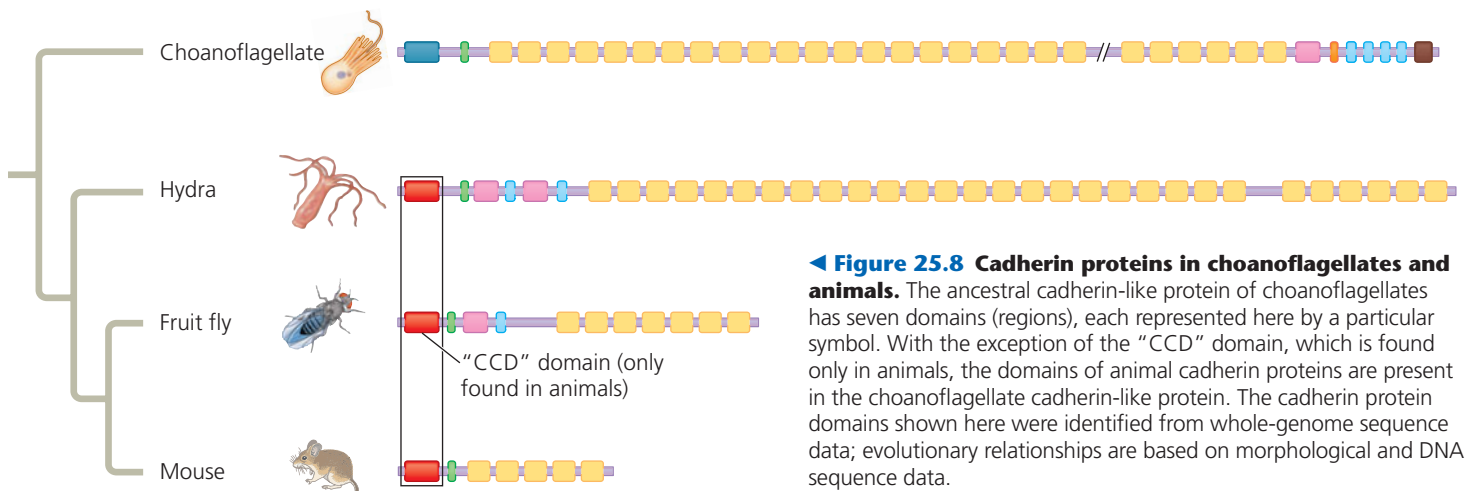 Choanoflagellate
Hydra
Fruit fly
"CCD" domain (only
found in animals)
Mouse
◀ Figure 25.8 Cadherin proteins in choanoflagellates and
animals. The ancestral cadherin-like protein of choanoflagellates
has seven domains (regions), each represented here by a particular
symbol. With the exception of the "CCD" domain, which is found
only in animals, the domains of animal cadherin proteins are present
in the choanoflagellate cadherin-like protein. The cadherin protein
domains shown here were identified from whole-genome sequence
data; evolutionary relationships are based on morphological and DNA
sequence data.